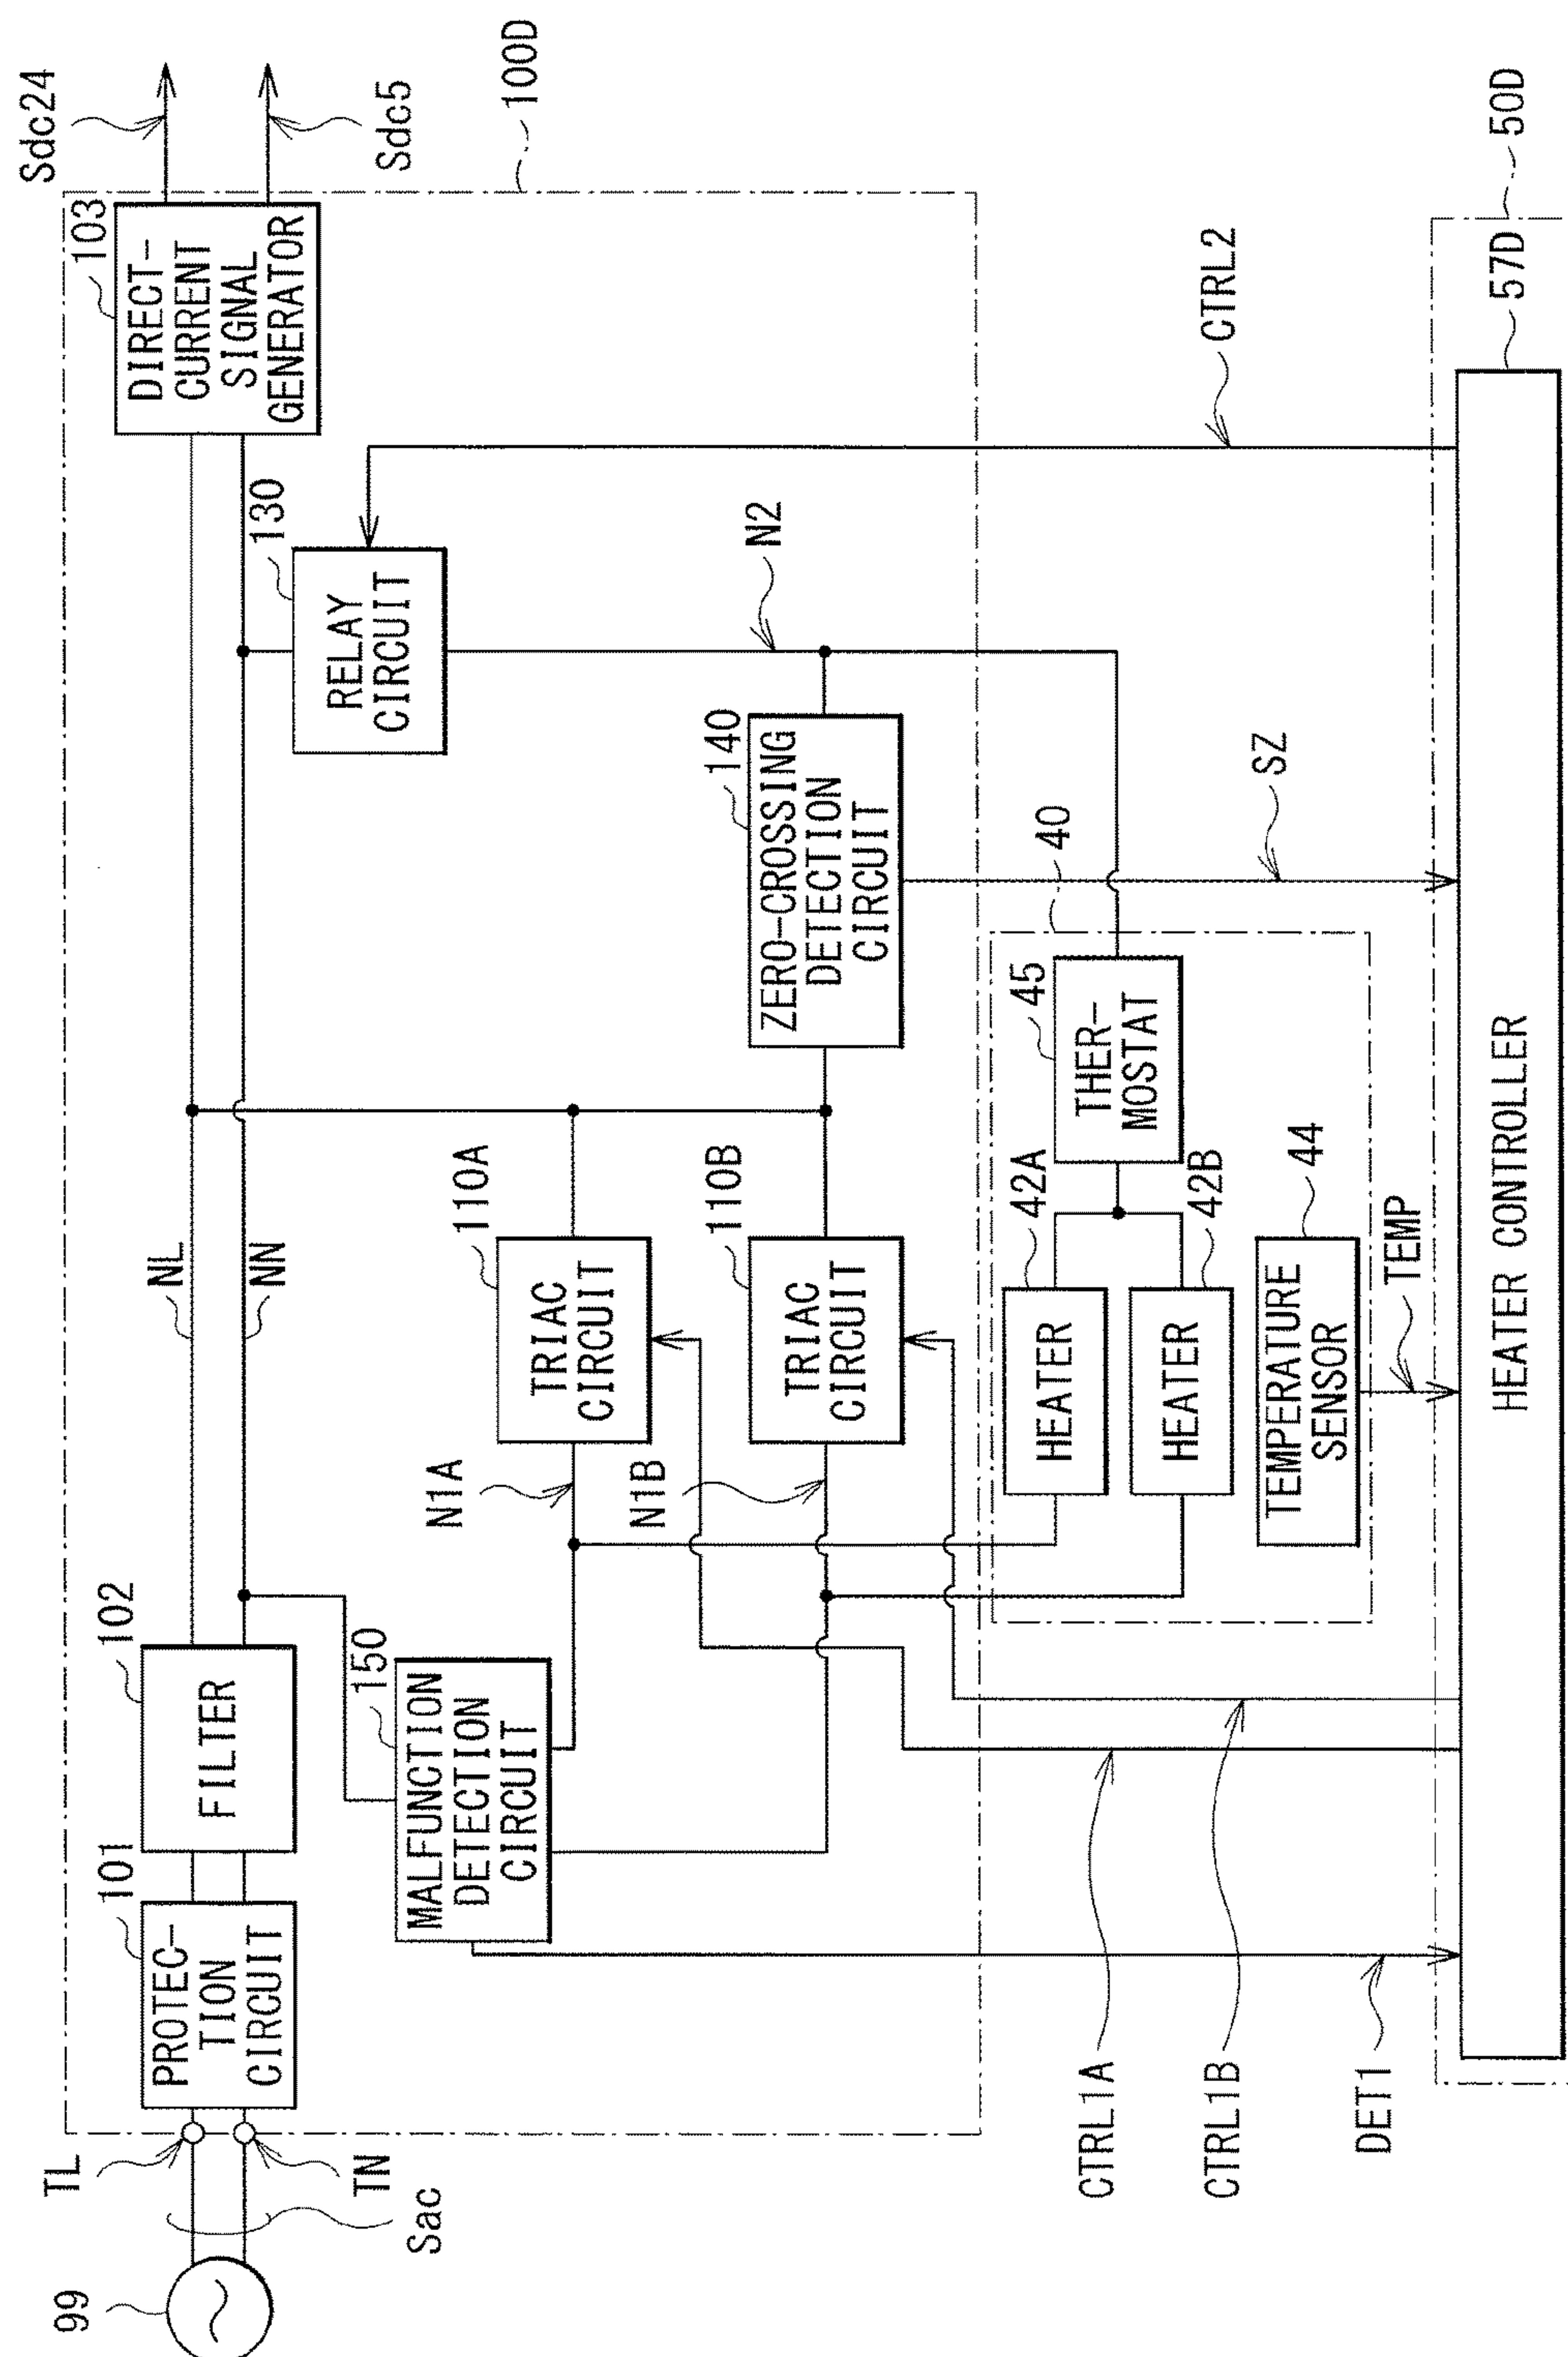 99
Sac
TL
TN
101
PROTEC-
TION
CIRCUIT
102
FILTER
NL
NN
103
DIRECT-
CURRENT
SIGNAL
GENERATOR
Sdc24
Sdc5
100D
130
RELAY
CIRCUIT
150
MALFUNCTION
DETECTION
CIRCUIT
N1A
110A
TRIAC
CIRCUIT
N1B
110B
TRIAC
CIRCUIT
140
ZERO-CROSSING
DETECTION
CIRCUIT
N2
40
42A
HEATER
42B
HEATER
45
THER-
MOSTAT
44
TEMPERATURE
SENSOR
CTRL1A
CTRL1B
DET1
TEMP
SZ
CTRL2
HEATER CONTROLLER
57D
50D